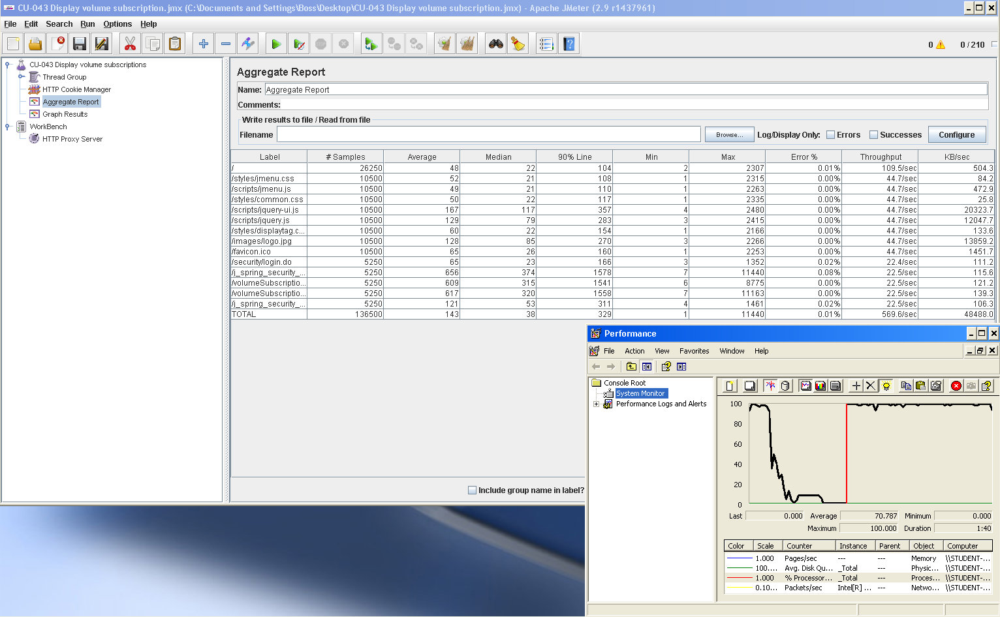 CU-043 Display volume subscription.jmx (C:\Documents and Settings\Boss\Desktop\CU-043 Display volume subscription.jmx) - Apache JMeter (2.9 r1437961)
File Edit Search Run Options Help
0 0 / 210
CU-043 Display volume subscriptions
Thread Group
HTTP Cookie Manager
Aggregate Report
Graph Results
WorkBench
HTTP Proxy Server
Aggregate Report
Name: Aggregate Report
Comments:
Write results to file / Read from file
Filename Browse... Log/Display Only: Errors Successes Configure
Label # Samples Average Median 90% Line Min Max Error % Throughput KB/sec
/ 26250 48 22 104 2 2307 0.01% 109.5/sec 504.3
/styles/jmenu.css 10500 52 21 108 1 2315 0.00% 44.7/sec 84.2
/scripts/jmenu.js 10500 49 21 110 1 2263 0.00% 44.7/sec 472.9
/styles/common.css 10500 50 22 117 1 2335 0.00% 44.7/sec 25.8
/scripts/jquery-ui.js 10500 167 117 357 4 2480 0.00% 44.7/sec 20323.7
/scripts/jquery.js 10500 129 79 283 3 2415 0.00% 44.7/sec 12047.7
/styles/displaytag.c... 10500 60 22 154 1 2166 0.00% 44.7/sec 133.6
/images/logo.jpg 10500 128 85 270 3 2266 0.00% 44.7/sec 13859.2
/favicon.ico 10500 65 26 160 1 2253 0.00% 44.7/sec 1451.7
/security/login.do 5250 65 23 166 3 1352 0.02% 22.4/sec 111.2
/j_spring_security_... 5250 656 374 1578 7 11440 0.08% 22.5/sec 115.6
/volumeSubscriptio... 5250 609 315 1541 6 8775 0.00% 22.5/sec 121.2
/volumeSubscriptio... 5250 617 320 1558 7 11163 0.00% 22.5/sec 139.3
/j_spring_security_... 5250 121 53 311 4 1461 0.02% 22.5/sec 106.3
TOTAL 136500 143 38 329 1 11440 0.01% 569.6/sec 48488.0
Include group name in label?
Performance
File Action View Favorites Window Help
Console Root
System Monitor
Performance Logs and Alerts
100
80
60
40
20
0
Last 0.000 Average 70.787 Minimum 0.000
Maximum 100.000 Duration 1:40
Color Scale Counter Instance Parent Object Computer
1.000 Pages/sec --- --- Memory \\STUDENT-...
100.... Avg. Disk Qu... _Total --- Physic... \\STUDENT-...
1.000 % Processor... _Total --- Proces... \\STUDENT-...
0.10... Packets/sec Intel[R] ... --- Netwo... \\STUDENT-...